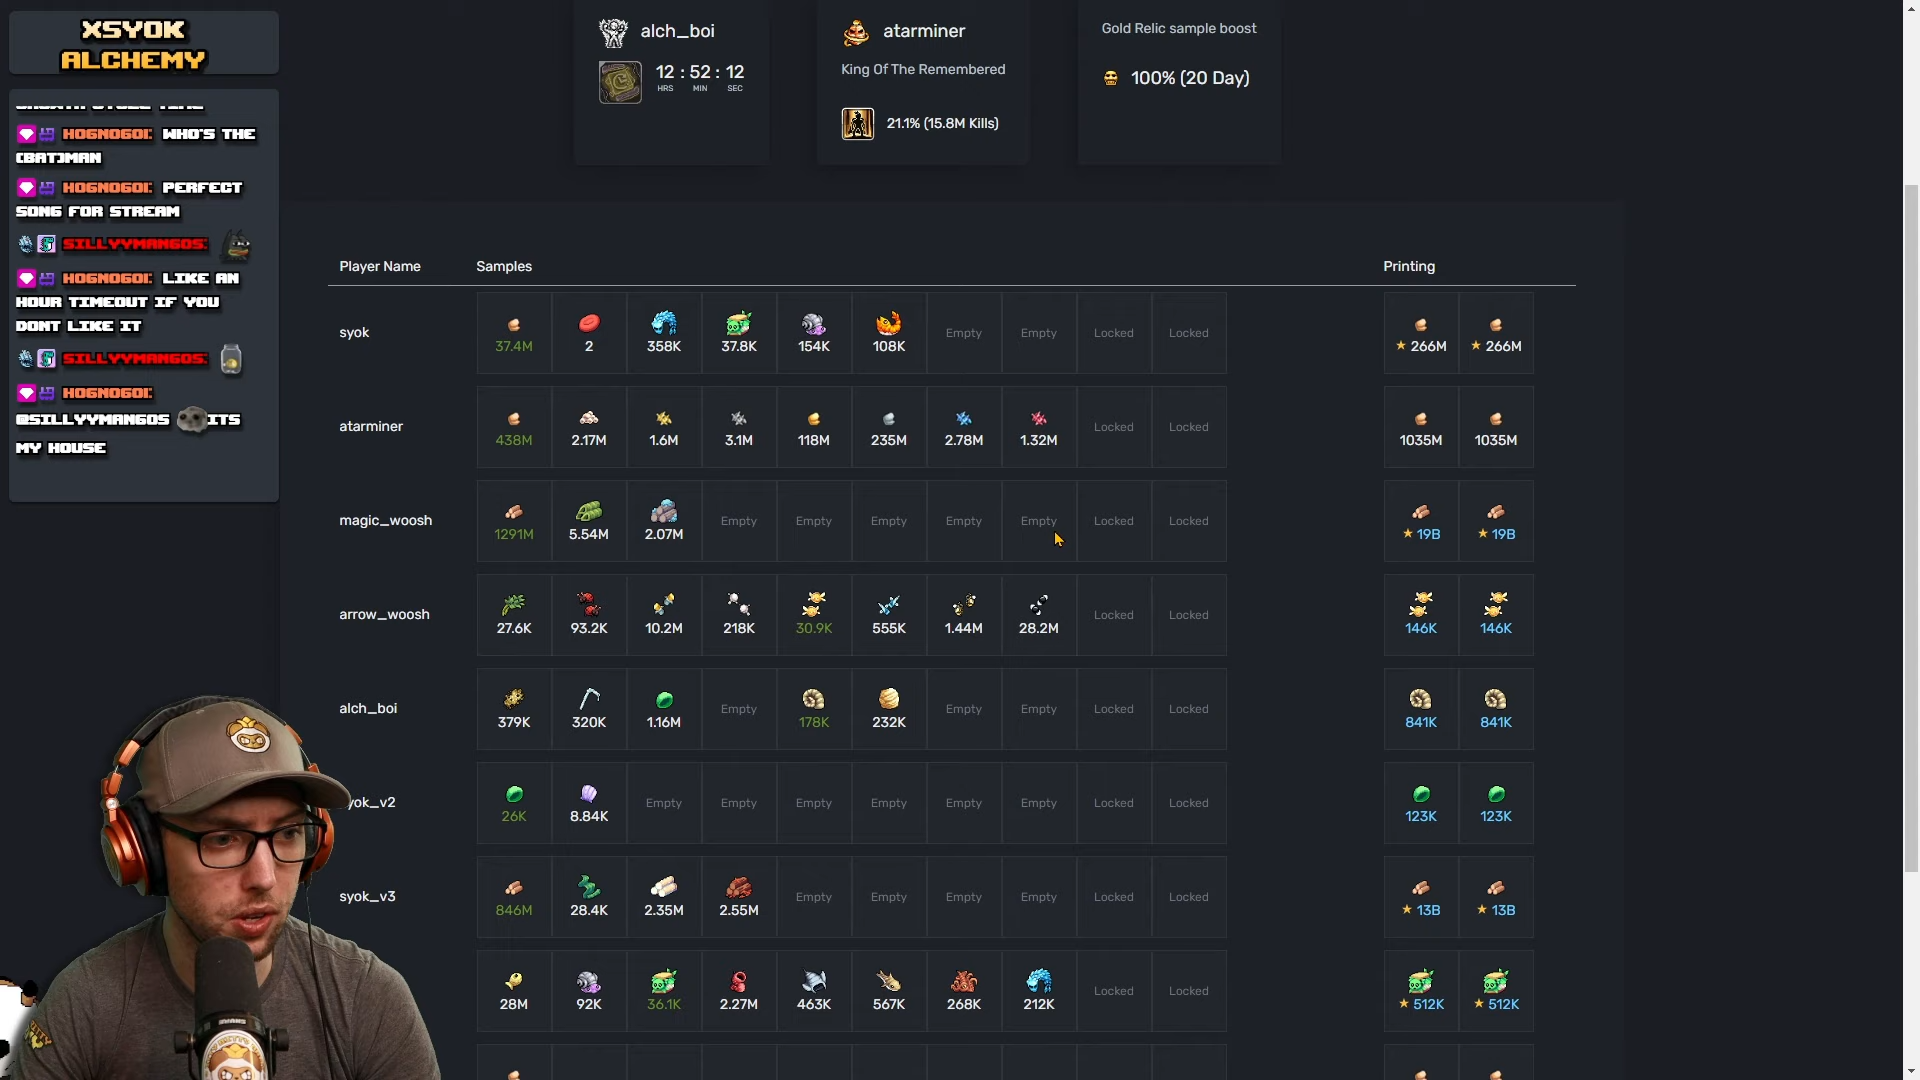 XSYOK
ALCHEMY
HOGNOGOI: WHO'S THE
(BAT)MAN
HOGNOGOI: PERFECT
SONG FOR STREAM
SILLYYMANGOS:
HOGNOGOI: LIKE AN
HOUR TIMEOUT IF YOU
DONT LIKE IT
SILLYYMANGOS:
HOGNOGOI:
@SILLYYMANGOS ITS
MY HOUSE
alch_boi
12 : 52 : 12
HRS MIN SEC
atarminer
King Of The Remembered
21.1% (15.8M Kills)
Gold Relic sample boost
100% (20 Day)
Player Name Samples Printing
syok 37.4M 2 358K 37.8K 154K 108K Empty Empty Locked Locked 266M 266M
atarminer 438M 2.17M 1.6M 3.1M 118M 235M 2.78M 1.32M Locked Locked 1035M 1035M
magic_woosh 1291M 5.54M 2.07M Empty Empty Empty Empty Empty Locked Locked 19B 19B
arrow_woosh 27.6K 93.2K 10.2M 218K 30.9K 555K 1.44M 28.2M Locked Locked 146K 146K
alch_boi 379K 320K 1.16M Empty 178K 232K Empty Empty Locked Locked 841K 841K
yok_v2 26K 8.84K Empty Empty Empty Empty Empty Empty Locked Locked 123K 123K
syok_v3 846M 28.4K 2.35M 2.55M Empty Empty Empty Empty Locked Locked 13B 13B
28M 92K 36.1K 2.27M 463K 567K 268K 212K Locked Locked 512K 512K